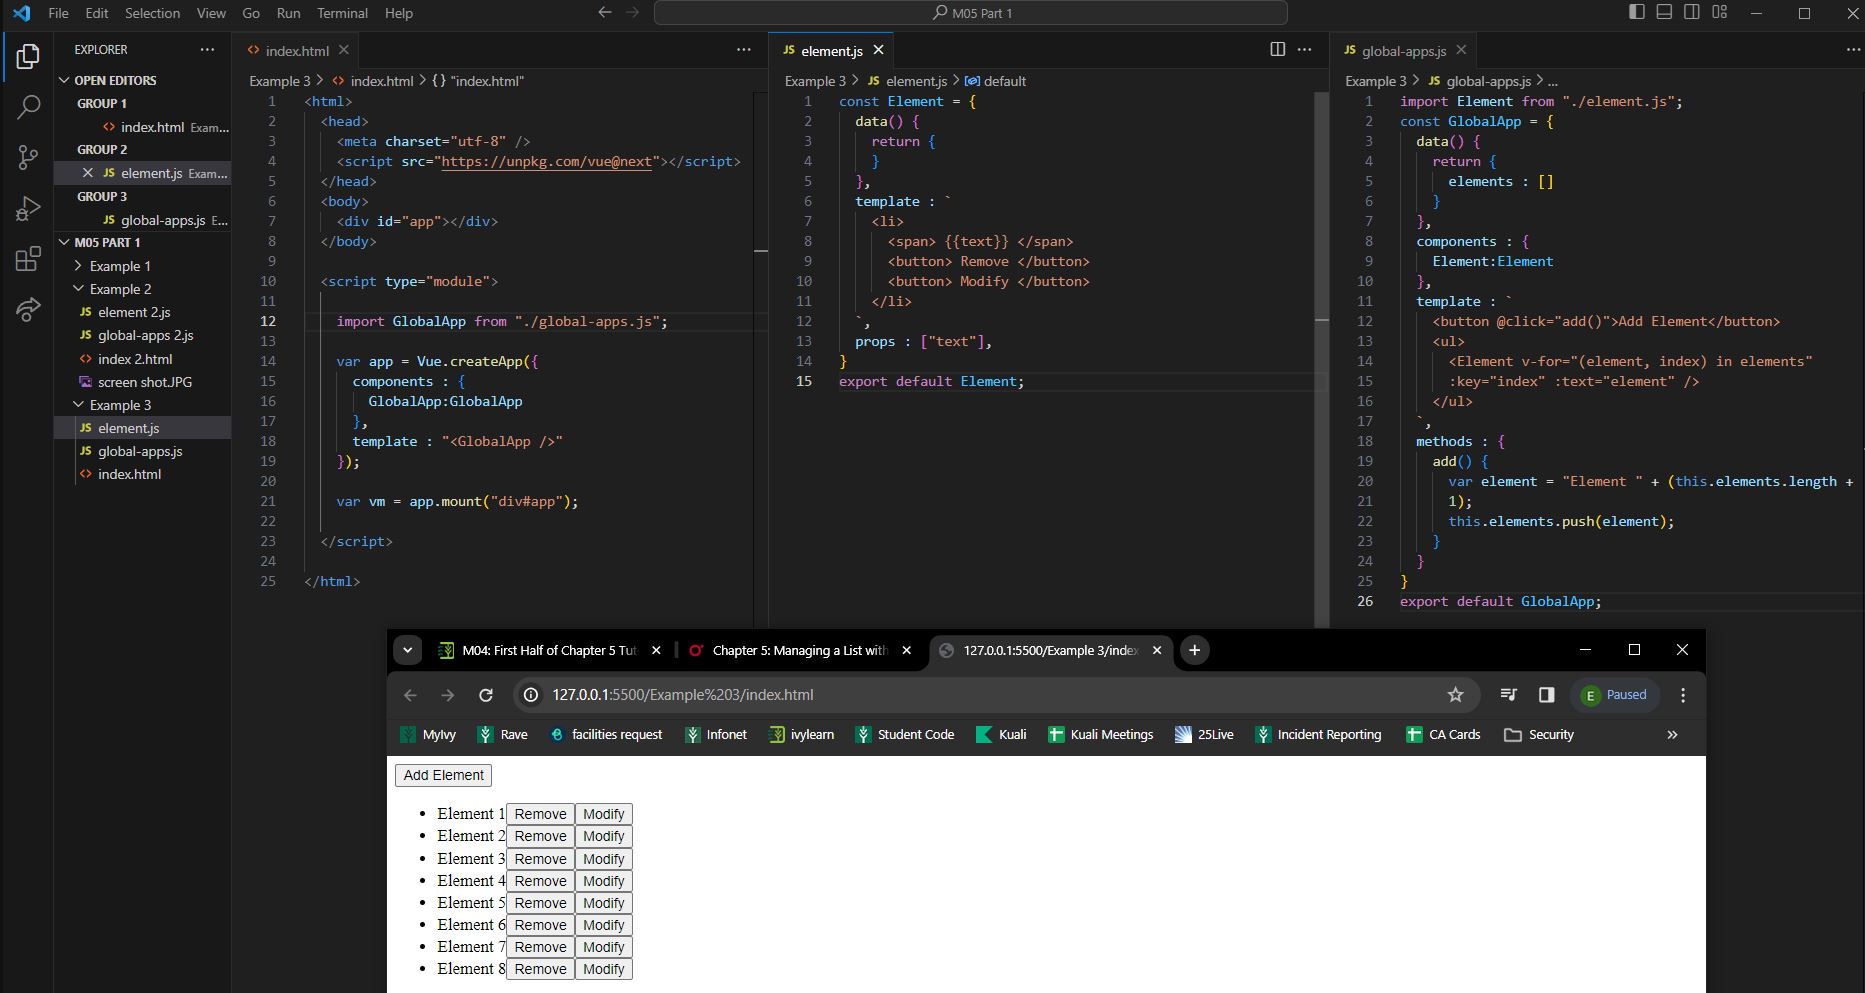 File Edit Selection View Go Run Terminal Help
M05 Part 1
EXPLORER
OPEN EDITORS
GROUP 1
index.html Exam...
GROUP 2
JS element.js Exam...
GROUP 3
JS global-apps.js E...
M05 PART 1
Example 1
Example 2
JS element 2.js
JS global-apps 2.js
index 2.html
screen shot.JPG
Example 3
JS element.js
JS global-apps.js
index.html
index.html
Example 3 > index.html > {} "index.html"
1 <html>
2 <head>
3 <meta charset="utf-8" />
4 <script src="https://unpkg.com/vue@next"></script>
5 </head>
6 <body>
7 <div id="app"></div>
8 </body>
9
10 <script type="module">
11
12 import GlobalApp from "./global-apps.js";
13
14 var app = Vue.createApp({
15 components : {
16 GlobalApp:GlobalApp
17 },
18 template : "<GlobalApp />"
19 });
20
21 var vm = app.mount("div#app");
22
23 </script>
24
25 </html>
JS element.js
Example 3 > JS element.js > default
1 const Element = {
2 data() {
3 return {
4 }
5 },
6 template : `
7 <li>
8 <span> {{text}} </span>
9 <button> Remove </button>
10 <button> Modify </button>
11 </li>
12 `,
13 props : ["text"],
14 }
15 export default Element;
JS global-apps.js
Example 3 > JS global-apps.js > ...
1 import Element from "./element.js";
2 const GlobalApp = {
3 data() {
4 return {
5 elements : []
6 }
7 },
8 components : {
9 Element:Element
10 },
11 template : `
12 <button @click="add()">Add Element</button>
13 <ul>
14 <Element v-for="(element, index) in elements"
15 :key="index" :text="element" />
16 </ul>
17 `,
18 methods : {
19 add() {
20 var element = "Element " + (this.elements.length +
21 1);
22 this.elements.push(element);
23 }
24 }
25 }
26 export default GlobalApp;
M04: First Half of Chapter 5 Tut
Chapter 5: Managing a List with
127.0.0.1:5500/Example 3/index
127.0.0.1:5500/Example%203/index.html
E Paused
MyIvy Rave facilities request Infonet ivylearn Student Code Kuali Kuali Meetings 25Live Incident Reporting CA Cards Security
Add Element
• Element 1 Remove Modify
• Element 2 Remove Modify
• Element 3 Remove Modify
• Element 4 Remove Modify
• Element 5 Remove Modify
• Element 6 Remove Modify
• Element 7 Remove Modify
• Element 8 Remove Modify